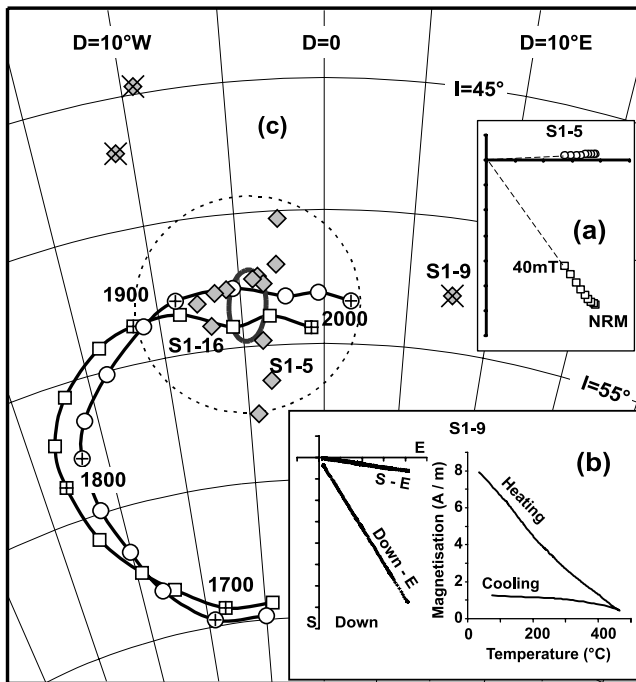 D=10°W
D=0
D=10°E
I=45°
(c)
S1-5
(a)
40mT
NRM
S1-9
1900
2000
S1-16
S1-5
I=55°
1800
1700
S1-9
(b)
E
S - E
Down - E
S
Down
Magnetisation (A / m)
10
8
6
4
2
0
Heating
Cooling
0
200
400
Temperature (°C)